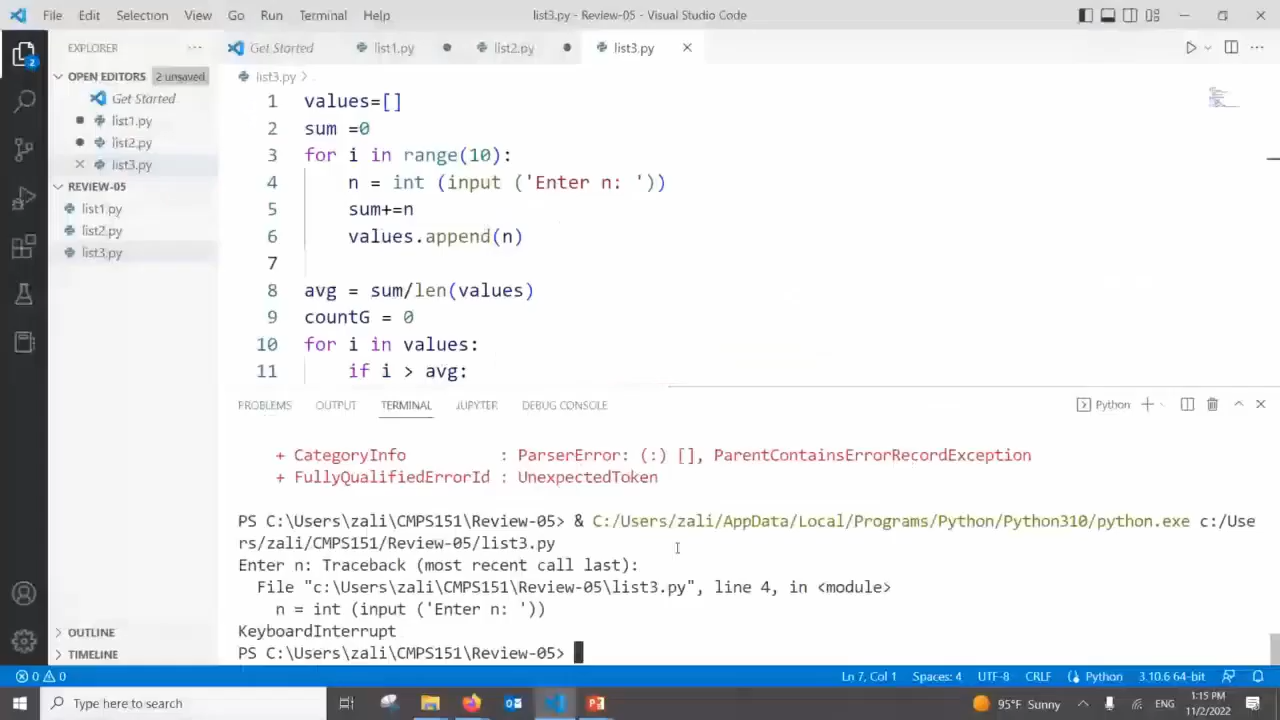 File Edit Selection View Go Run Terminal Help list3.py - Review-05 - Visual Studio Code
EXPLORER ··· Get Started list1.py list2.py list3.py
OPEN EDITORS 2 unsaved
Get Started
list1.py
list2.py
list3.py
REVIEW-05
list1.py
list2.py
list3.py
OUTLINE
TIMELINE
2
list3.py >
1 values=[]
2 sum =0
3 for i in range(10):
4 n = int (input ('Enter n: '))
5 sum+=n
6 values.append(n)
7
8 avg = sum/len(values)
9 countG = 0
10 for i in values:
11 if i > avg:
PROBLEMS OUTPUT TERMINAL JUPYTER DEBUG CONSOLE Python
+ CategoryInfo : ParserError: (:) [], ParentContainsErrorRecordException
+ FullyQualifiedErrorId : UnexpectedToken
PS C:\Users\zali\CMPS151\Review-05> & C:/Users/zali/AppData/Local/Programs/Python/Python310/python.exe c:/Use
rs/zali/CMPS151/Review-05/list3.py
Enter n: Traceback (most recent call last):
File "c:\Users\zali\CMPS151\Review-05\list3.py", line 4, in <module>
n = int (input ('Enter n: '))
KeyboardInterrupt
PS C:\Users\zali\CMPS151\Review-05>
0 0 Ln 7, Col 1 Spaces: 4 UTF-8 CRLF Python 3.10.6 64-bit
Type here to search 95°F Sunny ENG 1:15 PM
11/2/2022